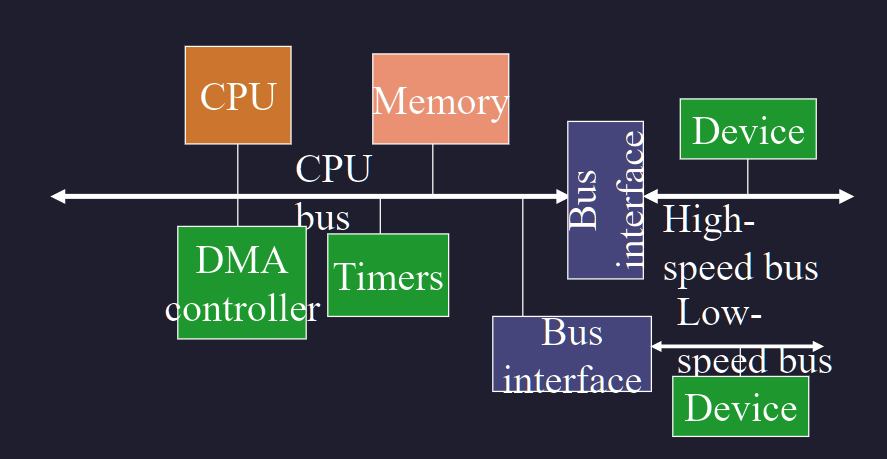 CPU
Memory
Device
CPU
bus
Bus
interface
High-
speed bus
DMA
controller
Timers
Low-
speed bus
Bus
interface
Device